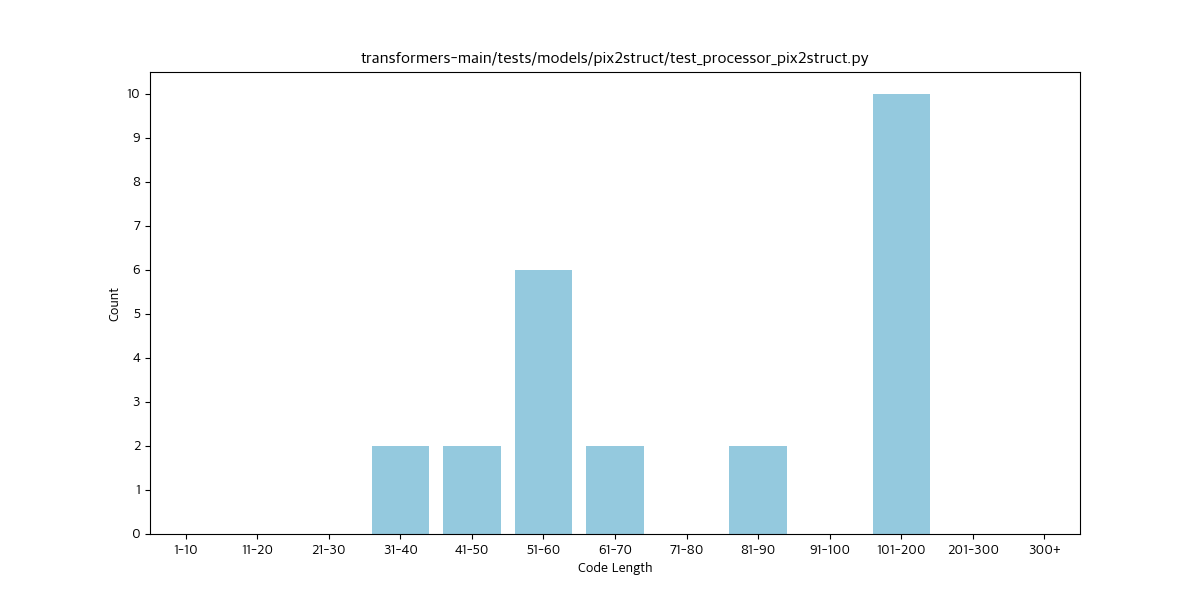 transformers-main/tests/models/pix2struct/test_processor_pix2struct.py
10
9
8
7
6
5
4
3
2
1
0
Count
1-10 11-20 21-30 31-40 41-50 51-60 61-70 71-80 81-90 91-100 101-200 201-300 300+
Code Length